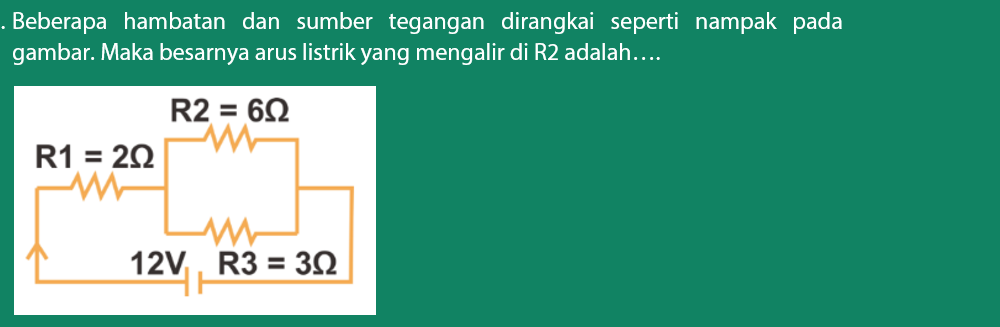 . Beberapa hambatan dan sumber tegangan dirangkai seperti nampak pada
gambar. Maka besarnya arus listrik yang mengalir di R2 adalah….
R2 = 6Ω
R1 = 2Ω
12V
R3 = 3Ω